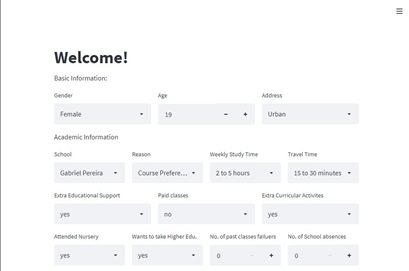 Welcome!
Basic Information:
Gender Age Address
Female 19 - + Urban
Academic Information
School Reason Weekly Study Time Travel Time
Gabriel Pereira Course Prefere... 2 to 5 hours 15 to 30 minutes
Extra Educational Support Paid classes Extra Curricular Activites
yes no yes
Attended Nursery Wants to take Higher Edu. No. of past classes failuers No. of School absences
yes yes 0 - + 0 - +